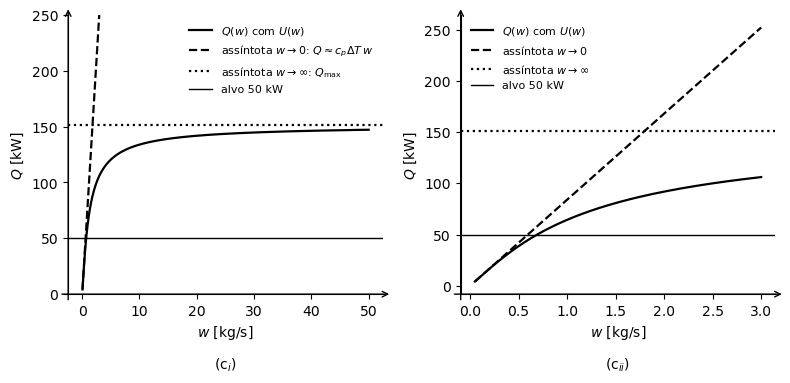 250
200
150
100
50
0
Q [kW]
Q(w) com U(w)
assíntota w → 0: Q ≈ c_p ΔT w
assíntota w → ∞: Q_max
alvo 50 kW
0 10 20 30 40 50
w [kg/s]
(c_i)
250
200
150
100
50
0
Q [kW]
Q(w) com U(w)
assíntota w → 0
assíntota w → ∞
alvo 50 kW
0.0 0.5 1.0 1.5 2.0 2.5 3.0
w [kg/s]
(c_ii)